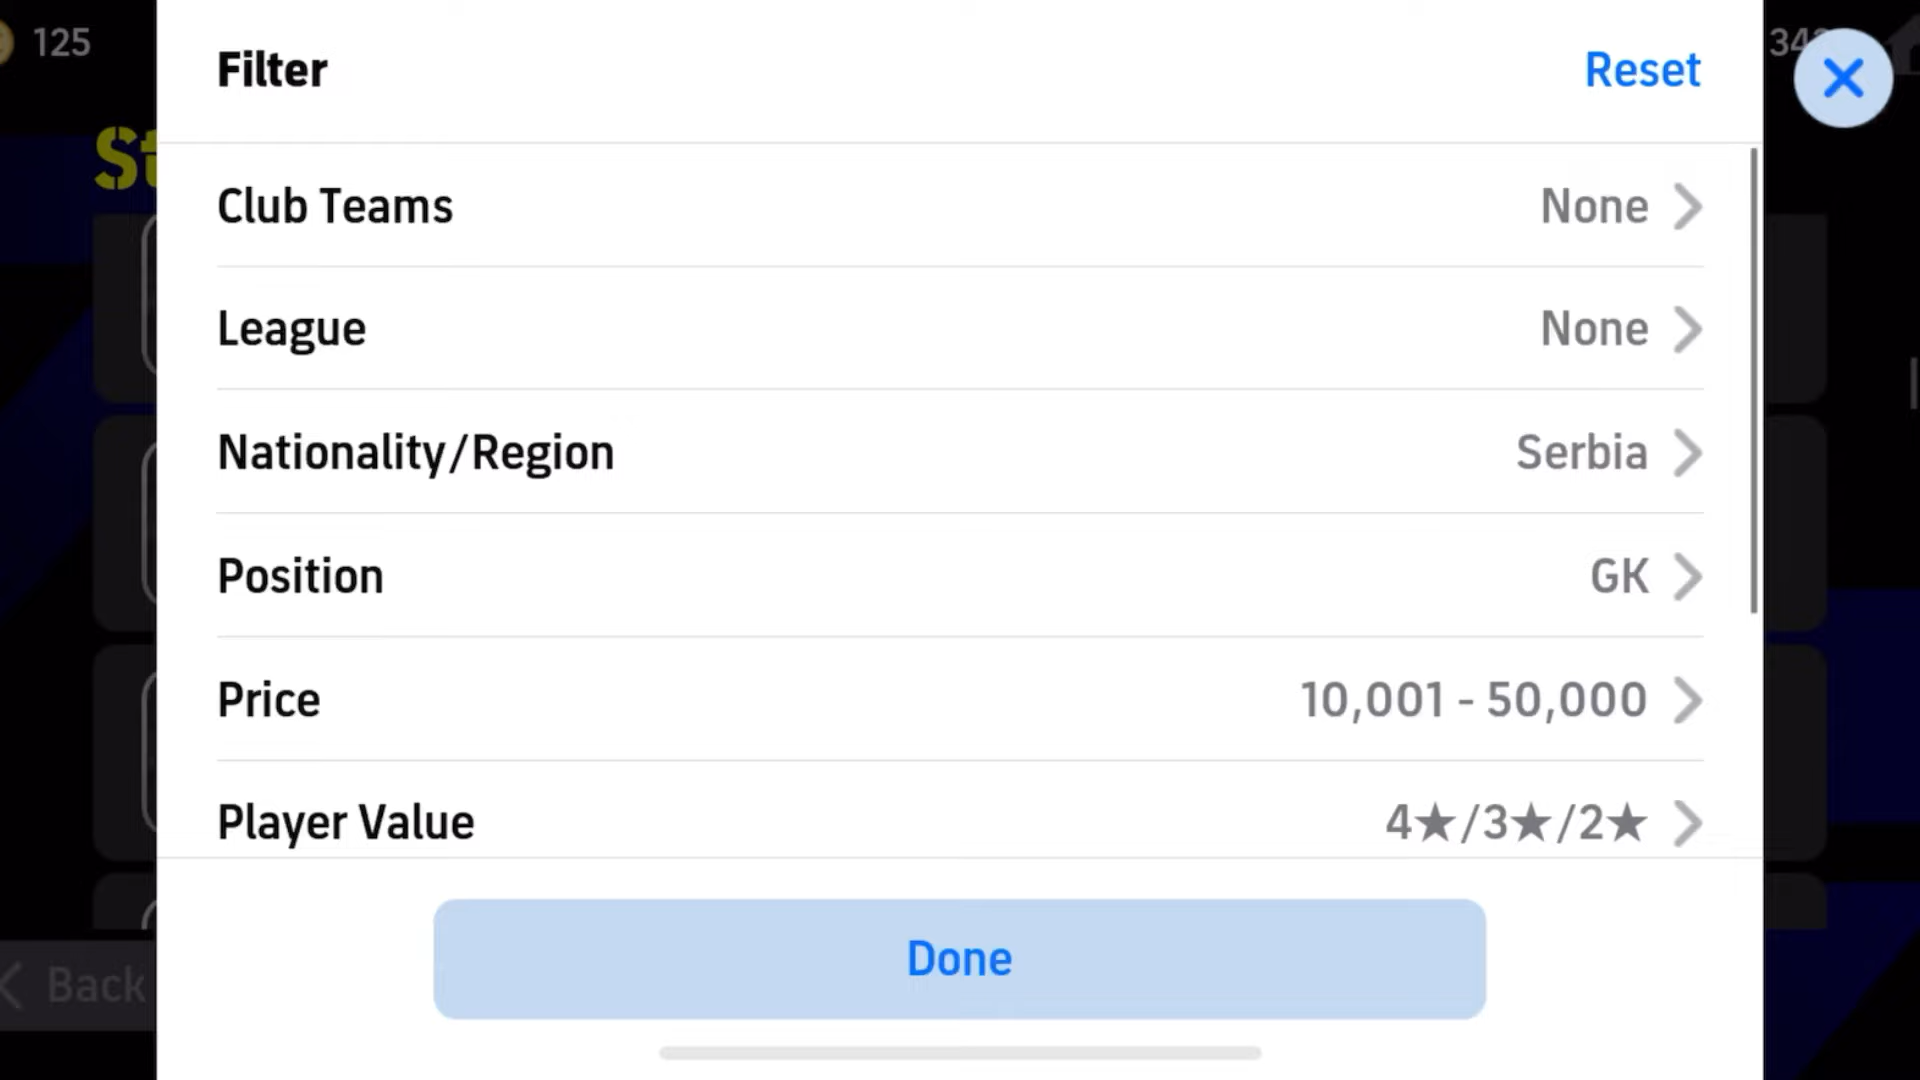 125
Filter
Reset
St
Club Teams
None
League
None
Nationality/Region
Serbia
Position
GK
Price
10,001 - 50,000
Player Value
4★/3★/2★
Done
Back